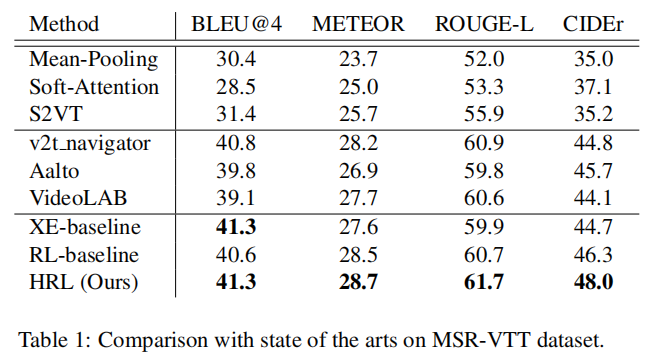 Method BLEU@4 METEOR ROUGE-L CIDEr
Mean-Pooling 30.4 23.7 52.0 35.0
Soft-Attention 28.5 25.0 53.3 37.1
S2VT 31.4 25.7 55.9 35.2
v2t_navigator 40.8 28.2 60.9 44.8
Aalto 39.8 26.9 59.8 45.7
VideoLAB 39.1 27.7 60.6 44.1
XE-baseline 41.3 27.6 59.9 44.7
RL-baseline 40.6 28.5 60.7 46.3
HRL (Ours) 41.3 28.7 61.7 48.0
Table 1: Comparison with state of the arts on MSR-VTT dataset.